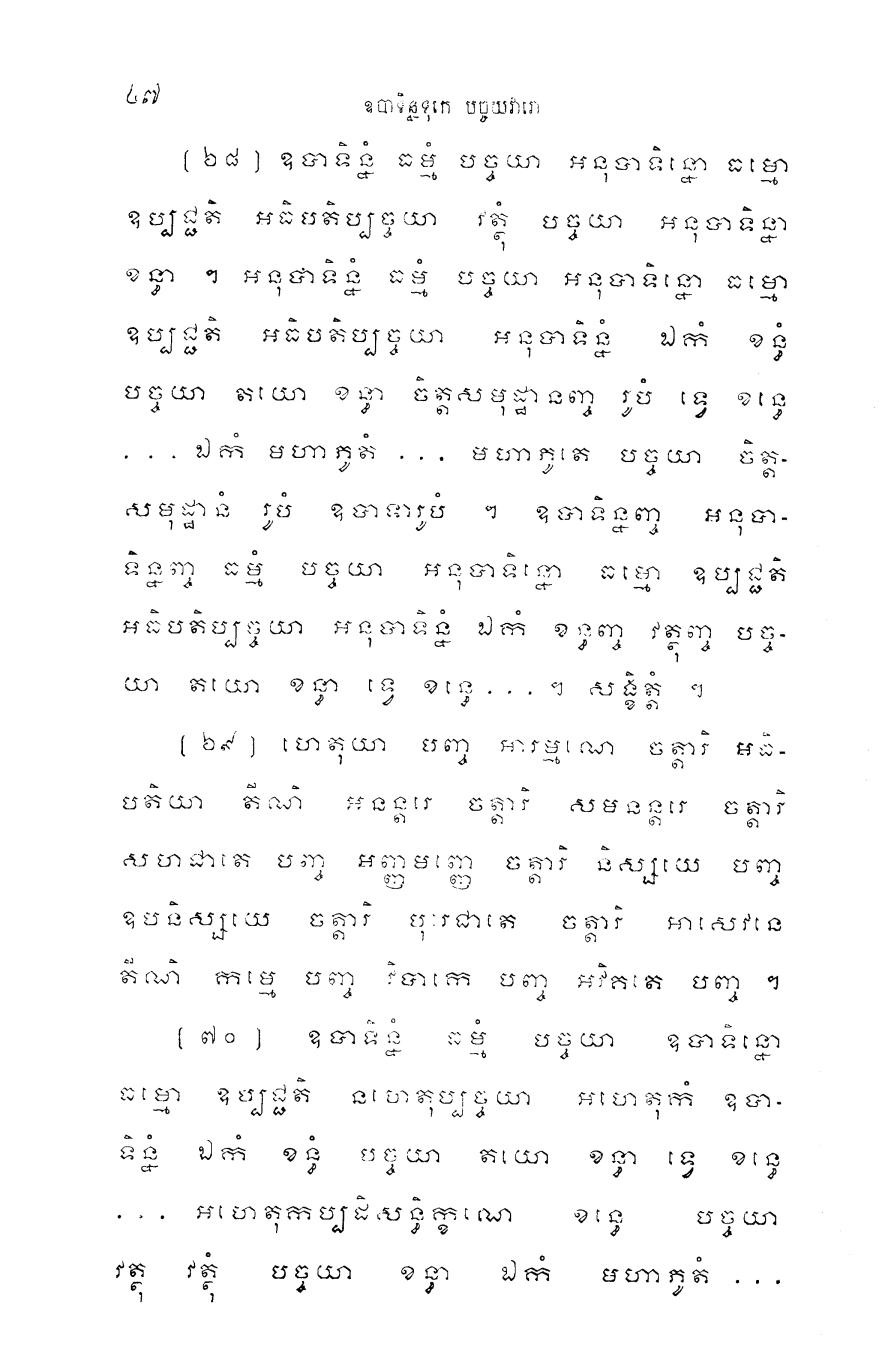 ៤៧
ឧបាទិន្នទុកេ បច្ចយវារោ
(៦៨) ឧបាទិន្នំ ធម្មំ បច្ចយា អនុបាទិន្នោ ធម្មោ
ឧប្បជ្ជតិ អធិបតិប្បច្ចយា វត្ថុំ បច្ចយា អនុបាទិន្នា
ខន្ធា ។ អនុបាទិន្នំ ធម្មំ បច្ចយា អនុបាទិន្នោ ធម្មោ
ឧប្បជ្ជតិ អធិបតិប្បច្ចយា អនុបាទិន្នំ ឯកំ ខន្ធំ
បច្ចយា តយោ ខន្ធា ចិត្តសមុដ្ឋានញ្ច រូបំ ទ្វេ ខន្ធេ
... ឯកំ មហាភូតំ ... មហាភូតេ បច្ចយា ចិត្ត-
សមុដ្ឋានំ រូបំ ឧបាទារូបំ ។ ឧបាទិន្នញ្ច អនុបា-
ទិន្នញ្ច ធម្មំ បច្ចយា អនុបាទិន្នោ ធម្មោ ឧប្បជ្ជតិ
អធិបតិប្បច្ចយា អនុបាទិន្នំ ឯកំ ខន្ធញ្ច វត្ថុញ្ច បច្ច-
យា តយោ ខន្ធា ទ្វេ ខន្ធេ ... ។ សង្ខិត្តំ ។
(៦៩) ហេតុយា បញ្ច អារម្មណេ ចត្តារិ អធិ-
បតិយា តីណិ អនន្តរេ ចត្តារិ សមនន្តរេ ចត្តារិ
សហជាតេ បញ្ច អញ្ញមញ្ញេ ចត្តារិ និស្សយេ បញ្ច
ឧបនិស្សយេ ចត្តារិ បុរេជាតេ ចត្តារិ អាសេវនេ
តីណិ កម្មេ បញ្ច វិបាកេ បញ្ច អវិគតេ បញ្ច ។
(៧០) ឧបាទិន្នំ ធម្មំ បច្ចយា ឧបាទិន្នោ
ធម្មោ ឧប្បជ្ជតិ នហេតុប្បច្ចយា អហេតុកំ ឧបា-
ទិន្នំ ឯកំ ខន្ធំ បច្ចយា តយោ ខន្ធា ទ្វេ ខន្ធេ
... អហេតុកប្បដិសន្ធិក្ខណេ ខន្ធេ បច្ចយា
វត្ថុ វត្ថុំ បច្ចយា ខន្ធា ឯកំ មហាភូតំ ...